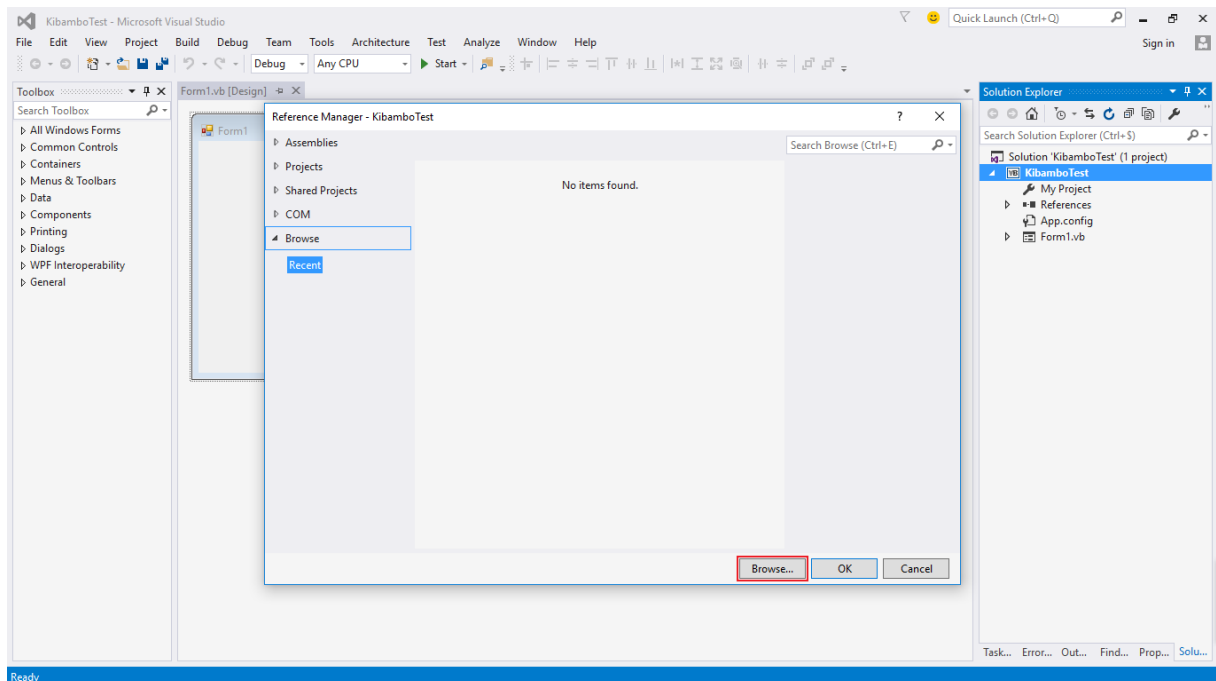 KibamboTest - Microsoft Visual Studio
Quick Launch (Ctrl+Q)
File Edit View Project Build Debug Team Tools Architecture Test Analyze Window Help
Sign in
Debug Any CPU Start
Toolbox
Search Toolbox
All Windows Forms
Common Controls
Containers
Menus & Toolbars
Data
Components
Printing
Dialogs
WPF Interoperability
General
Form1.vb [Design]
Form1
Reference Manager - KibamboTest
?
Assemblies
Projects
Shared Projects
COM
Browse
Recent
No items found.
Search Browse (Ctrl+E)
Browse...
OK
Cancel
Solution Explorer
Search Solution Explorer (Ctrl+$)
Solution 'KibamboTest' (1 project)
VB KibamboTest
My Project
References
App.config
Form1.vb
Task... Error... Out... Find... Prop... Solu...
Ready